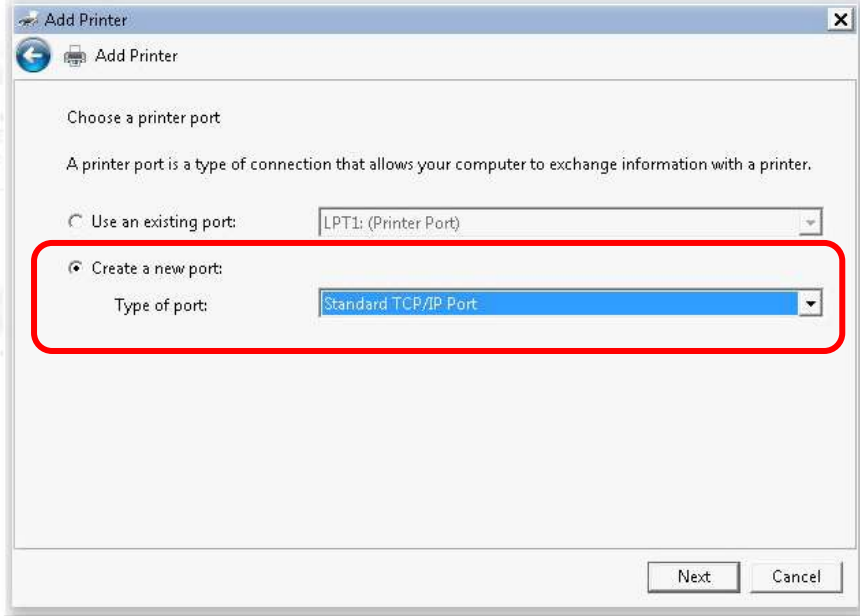 Add Printer
Add Printer
Choose a printer port
A printer port is a type of connection that allows your computer to exchange information with a printer.
Use an existing port: LPT1: (Printer Port)
Create a new port:
Type of port: Standard TCP/IP Port
Next Cancel